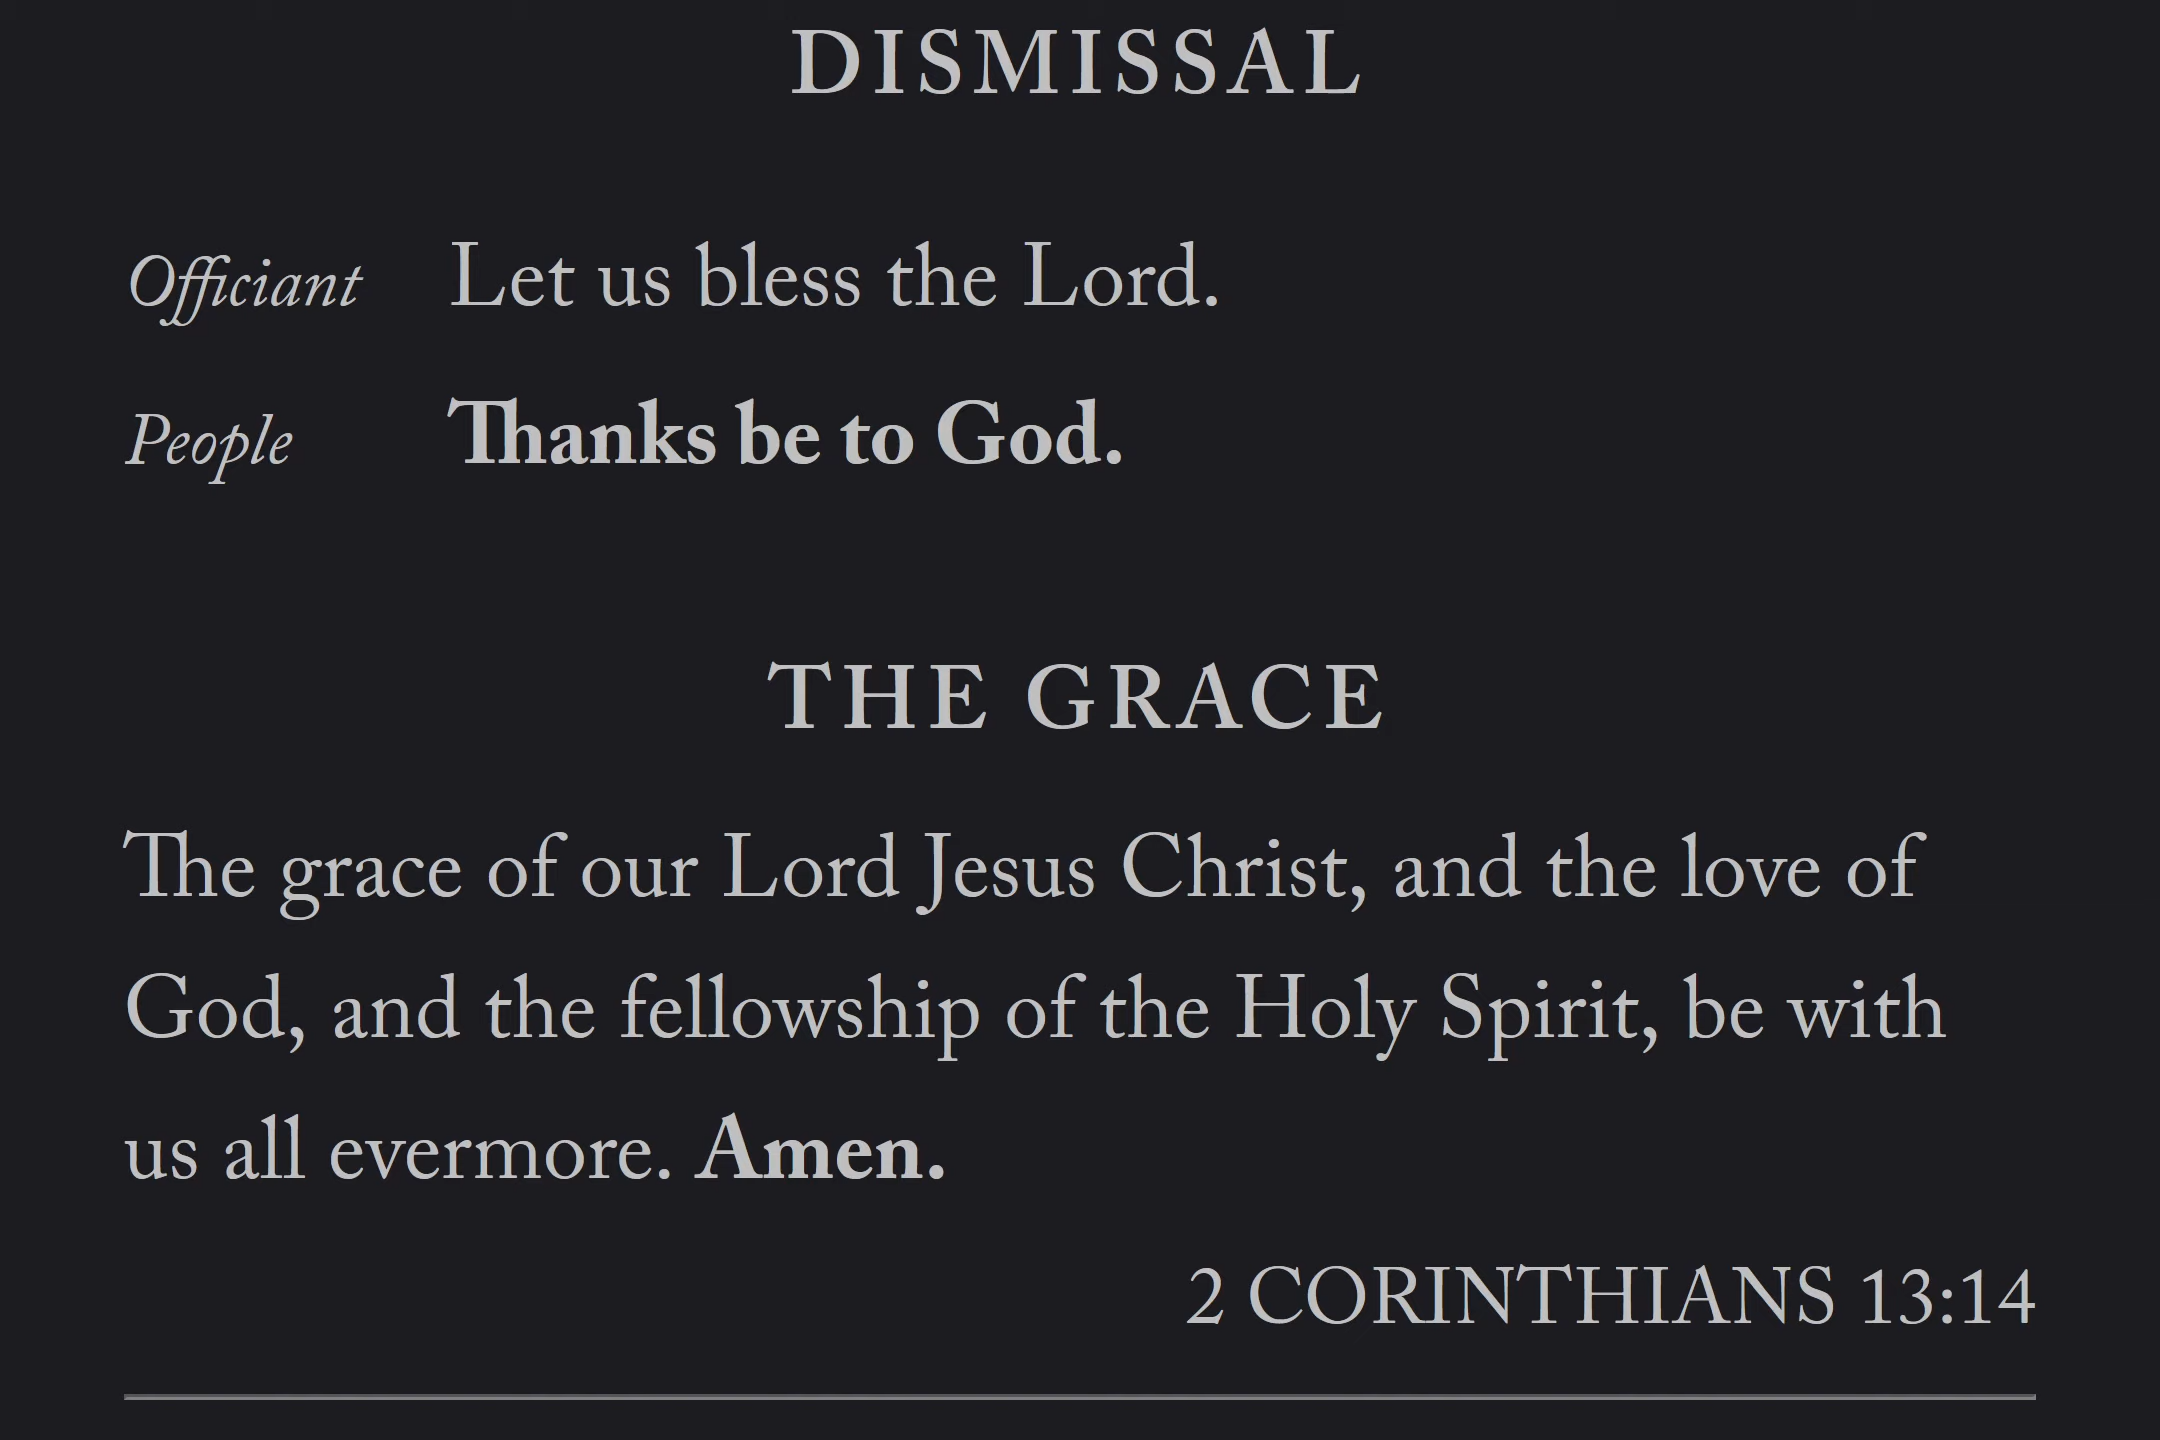 DISMISSAL
Officiant Let us bless the Lord.
People Thanks be to God.
THE GRACE
The grace of our Lord Jesus Christ, and the love of
God, and the fellowship of the Holy Spirit, be with
us all evermore. Amen.
2 CORINTHIANS 13:14